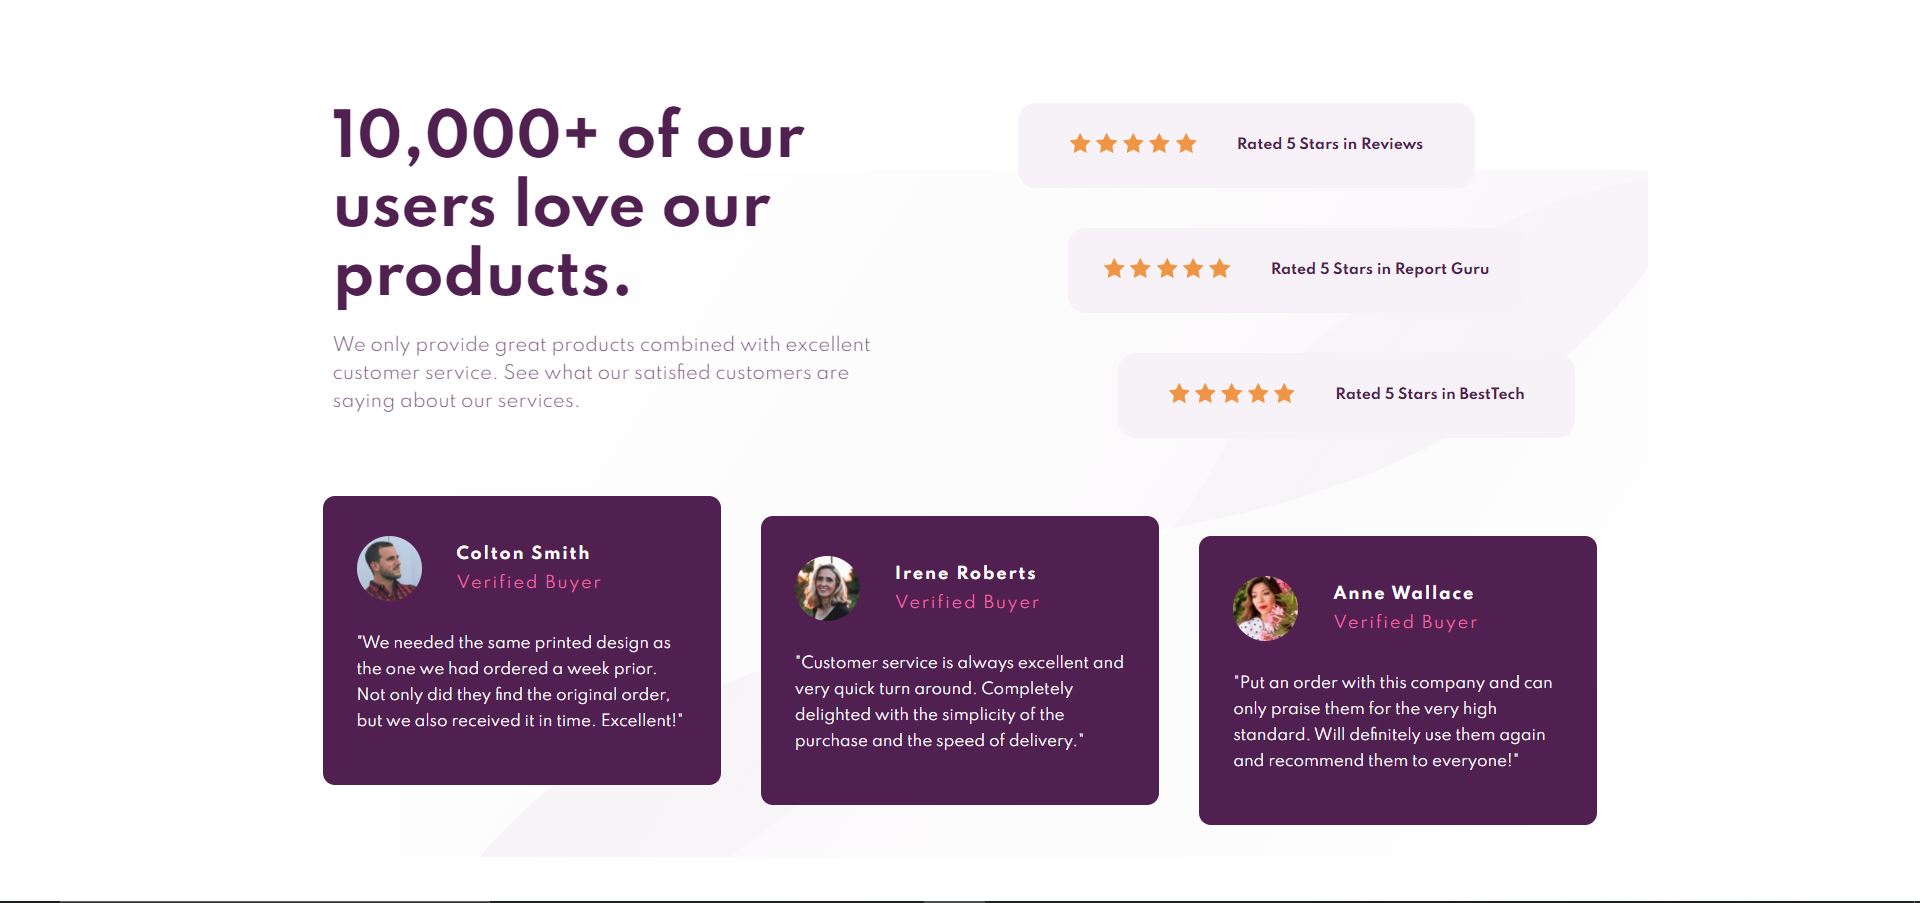 10,000+ of our
users love our
products.
We only provide great products combined with excellent
customer service. See what our satisfied customers are
saying about our services.
Rated 5 Stars in Reviews
Rated 5 Stars in Report Guru
Rated 5 Stars in BestTech
Colton Smith
Verified Buyer
"We needed the same printed design as
the one we had ordered a week prior.
Not only did they find the original order,
but we also received it in time. Excellent!"
Irene Roberts
Verified Buyer
"Customer service is always excellent and
very quick turn around. Completely
delighted with the simplicity of the
purchase and the speed of delivery."
Anne Wallace
Verified Buyer
"Put an order with this company and can
only praise them for the very high
standard. Will definitely use them again
and recommend them to everyone!"